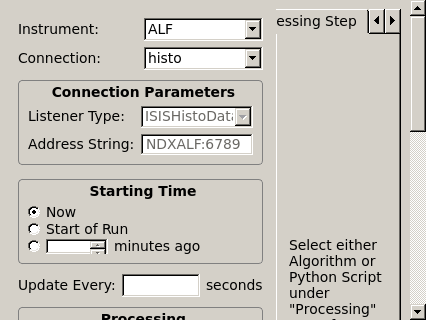 Instrument: ALF
Connection: histo
Connection Parameters
Listener Type: ISISHistoData
Address String: NDXALF:6789
Starting Time
Now
Start of Run
minutes ago
Update Every: seconds
Processing
essing Step
Select either
Algorithm or
Python Script
under
"Processing"